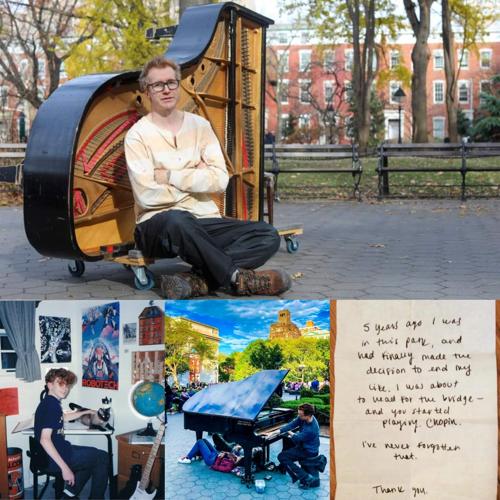 ROBOTECH
5 years ago I was
in this park, and
had finally made the
decision to end my
life. I was about
to head for the bridge –
and you started
playing Chopin.
I've never forgotten
that.
Thank you.